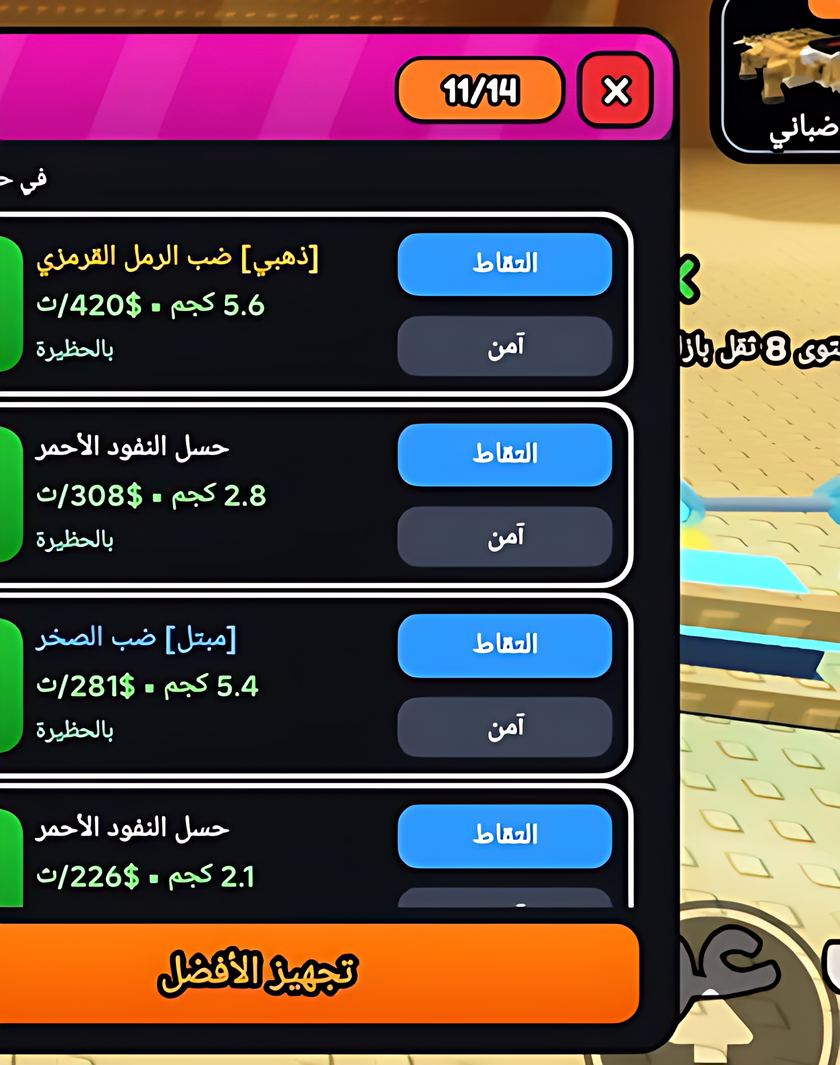 11/14
ضباني
في
[ذهبي] ضب الرمل القرمزي
5.6 كجم ▪ $420/ث
بالحظيرة
التقاط
آمن
حسل النفود الأحمر
2.8 كجم ▪ $308/ث
بالحظيرة
التقاط
آمن
[مبتل] ضب الصخر
5.4 كجم ▪ $281/ث
بالحظيرة
التقاط
آمن
حسل النفود الأحمر
2.1 كجم ▪ $226/ث
التقاط
تجهيز الأفضل
8 ثقل